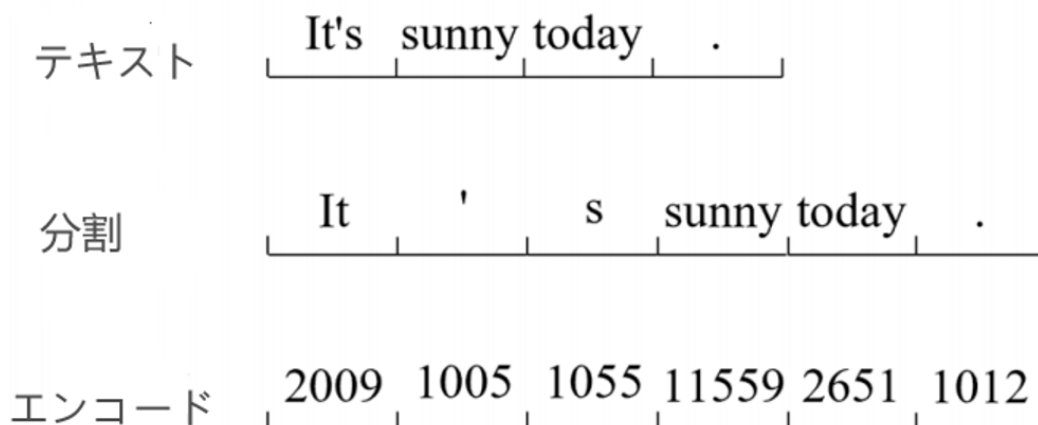 テキスト It's sunny today .
分割 It ' s sunny today .
エンコード 2009 1005 1055 11559 2651 1012